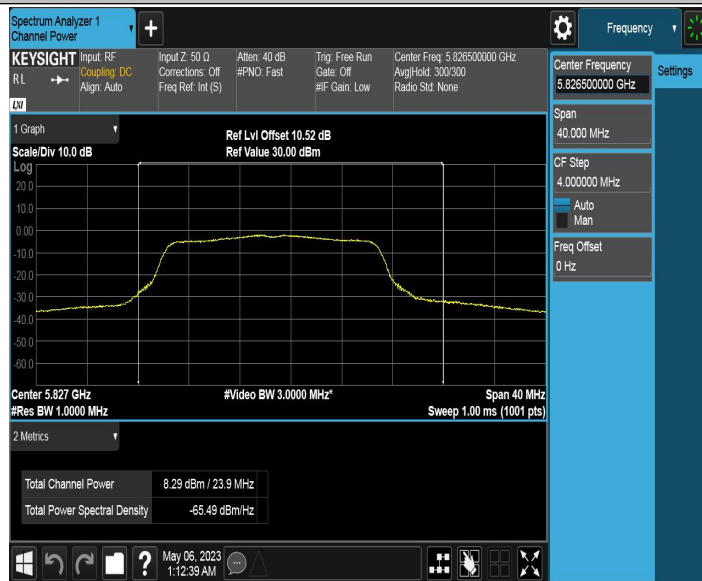 Spectrum Analyzer 1
Channel Power
Frequency
KEYSIGHT
RL
LXI
Input: RF
Coupling: DC
Align: Auto
Input Z: 50 Ω
Corrections: Off
Freq Ref: Int (S)
Atten: 40 dB
#PNO: Fast
Trig: Free Run
Gate: Off
#IF Gain: Low
Center Freq: 5.826500000 GHz
Avg|Hold: 300/300
Radio Std: None
Center Frequency
5.826500000 GHz
Settings
Span
40.000 MHz
CF Step
4.000000 MHz
Auto
Man
Freq Offset
0 Hz
1 Graph
Scale/Div 10.0 dB
Ref Lvl Offset 10.52 dB
Ref Value 30.00 dBm
Log
20.0
10.0
0.00
-10.0
-20.0
-30.0
-40.0
-50.0
-60.0
Center 5.827 GHz
#Video BW 3.0000 MHz*
Span 40 MHz
#Res BW 1.0000 MHz
Sweep 1.00 ms (1001 pts)
2 Metrics
Total Channel Power 8.29 dBm / 23.9 MHz
Total Power Spectral Density -65.49 dBm/Hz
May 06, 2023
1:12:39 AM